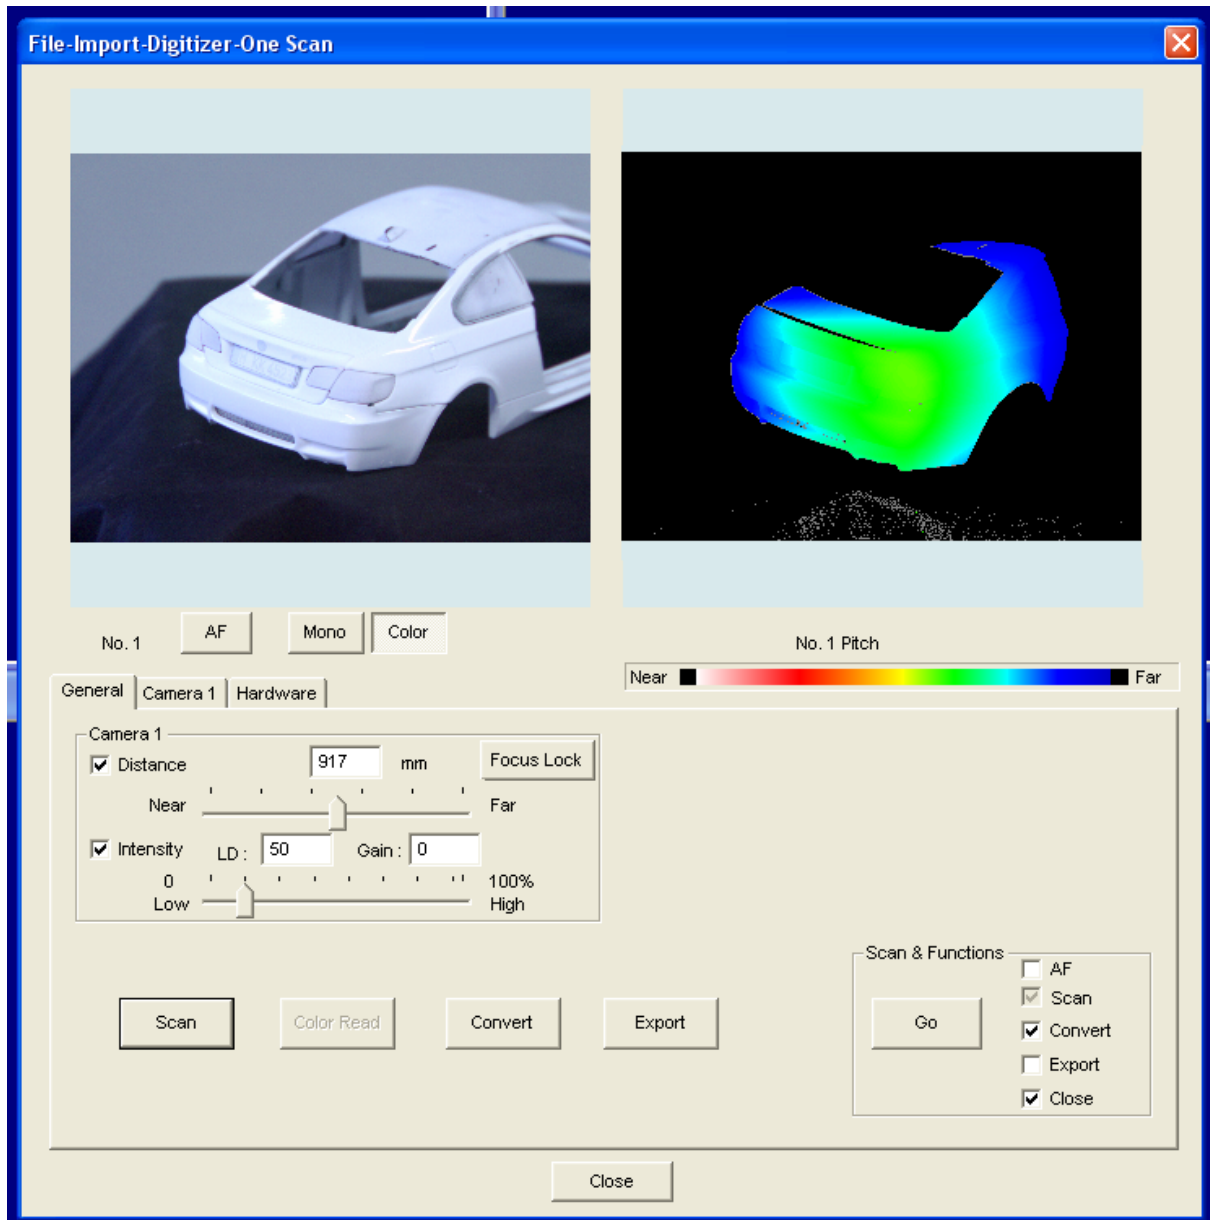 File-Import-Digitizer-One Scan
No. 1
AF
Mono
Color
No. 1 Pitch
Near
Far
General
Camera 1
Hardware
Camera 1
Distance
917
mm
Focus Lock
Near
Far
Intensity
LD :
50
Gain :
0
0
100%
Low
High
Scan
Color Read
Convert
Export
Scan & Functions
Go
AF
Scan
Convert
Export
Close
Close